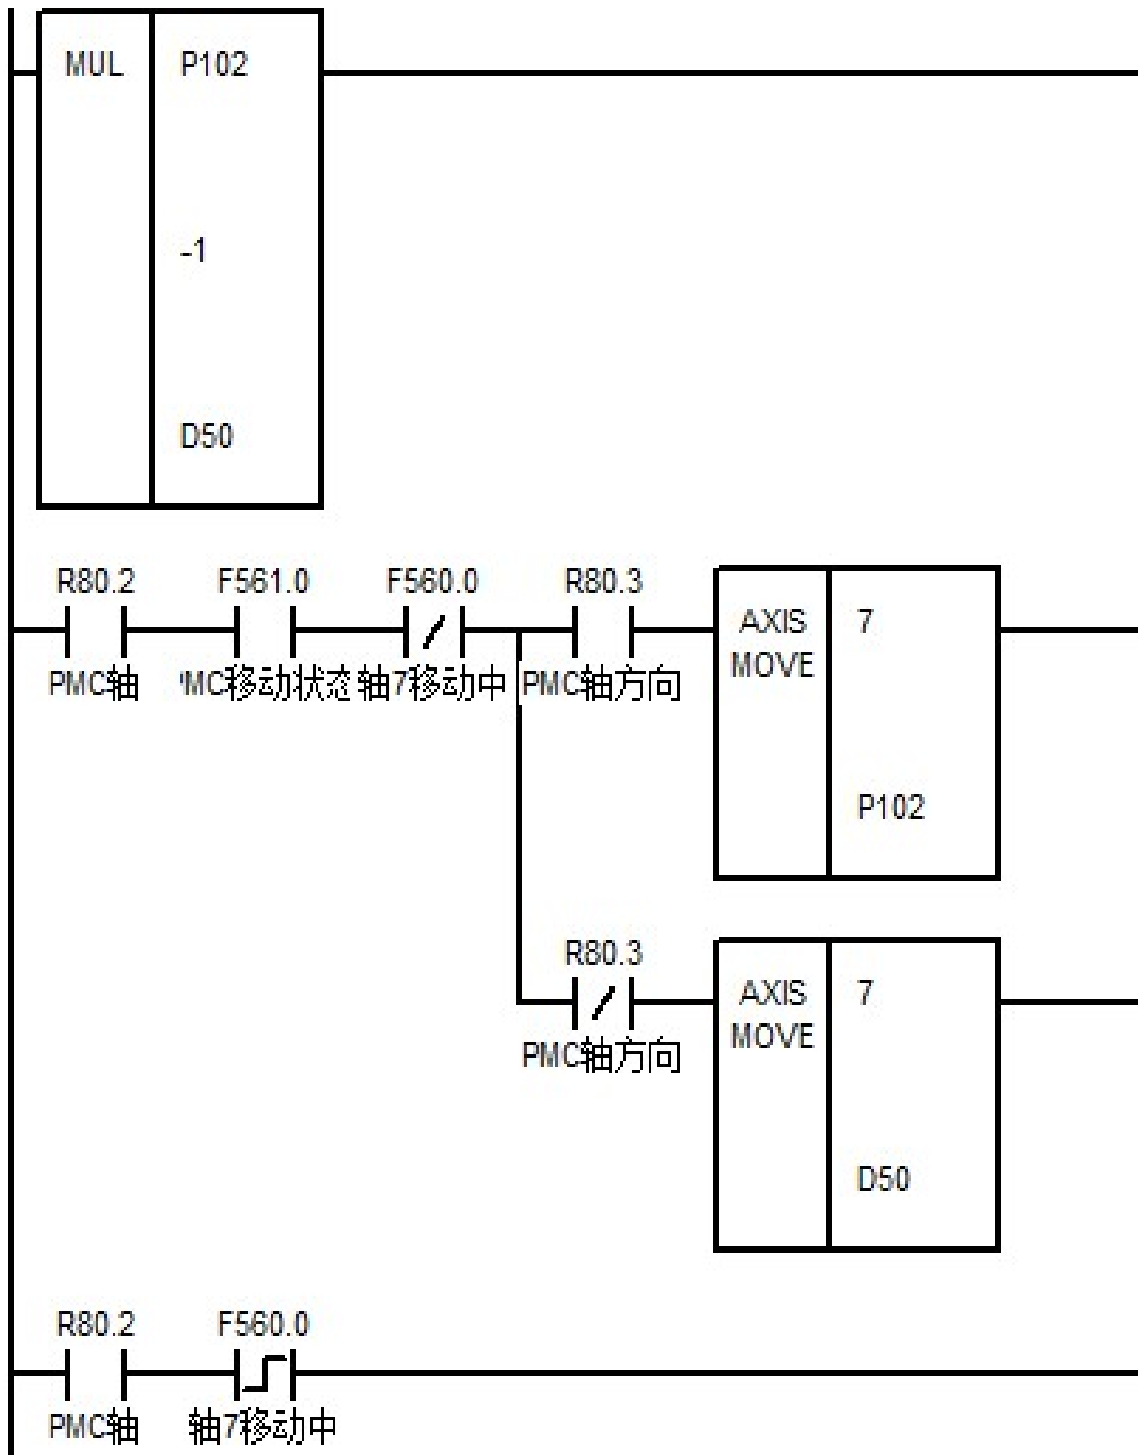 MUL P102
-1
D50
R80.2 F561.0 F560.0 R80.3
PMC轴 MC移动状态 轴7移动中 PMC轴方向
AXIS MOVE 7
P102
R80.3
PMC轴方向
AXIS MOVE 7
D50
R80.2 F560.0
PMC轴 轴7移动中